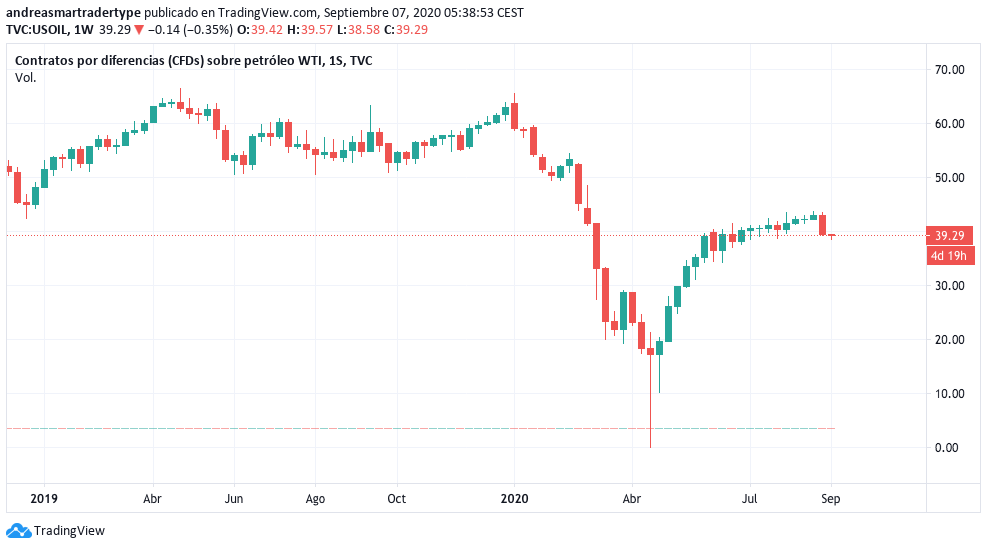 andreasmartradertype publicado en TradingView.com, Septiembre 07, 2020 05:38:53 CEST
TVC:USOIL, 1W 39.29 ▼ −0.14 (−0.35%) O:39.42 H:39.57 L:38.58 C:39.29
Contratos por diferencias (CFDs) sobre petróleo WTI, 1S, TVC
Vol.
70.00
60.00
50.00
39.29
4d 19h
30.00
20.00
10.00
0.00
2019 Abr Jun Ago Oct 2020 Abr Jul Sep
TradingView